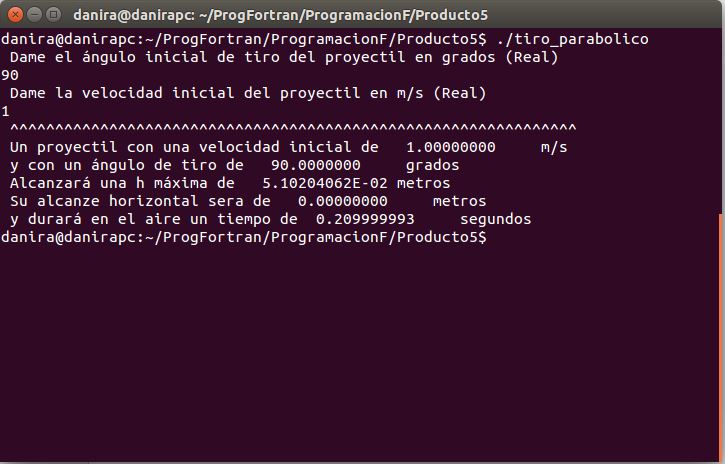 danira@danirapc: ~/ProgFortran/ProgramacionF/Producto5
danira@danirapc:~/ProgFortran/ProgramacionF/Producto5$ ./tiro_parabolico
Dame el ángulo inicial de tiro del proyectil en grados (Real)
90
Dame la velocidad inicial del proyectil en m/s (Real)
1
^^^^^^^^^^^^^^^^^^^^^^^^^^^^^^^^^^^^^^^^^^^^^^^^^^^^^^^^^^^^^^^
Un proyectil con una velocidad inicial de 1.00000000 m/s
y con un ángulo de tiro de 90.0000000 grados
Alcanzará una h máxima de 5.10204062E-02 metros
Su alcanze horizontal sera de 0.00000000 metros
y durará en el aire un tiempo de 0.209999993 segundos
danira@danirapc:~/ProgFortran/ProgramacionF/Producto5$